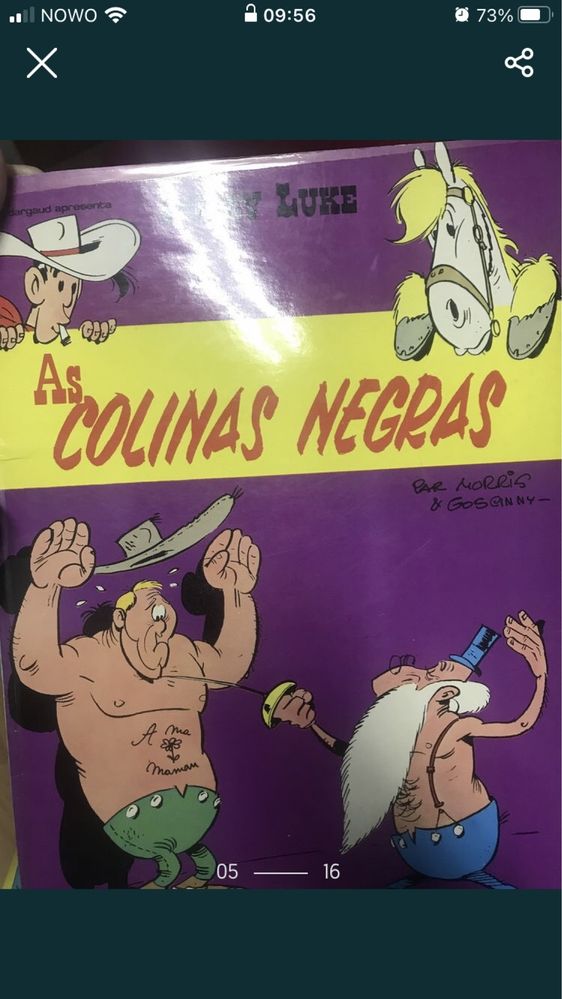 NOWO
09:56
73%
dargaud apresenta
LUKE
As
COLINAS NEGRAS
PAR MORRIS
& GOSCINNY
A ma
maman
05 16